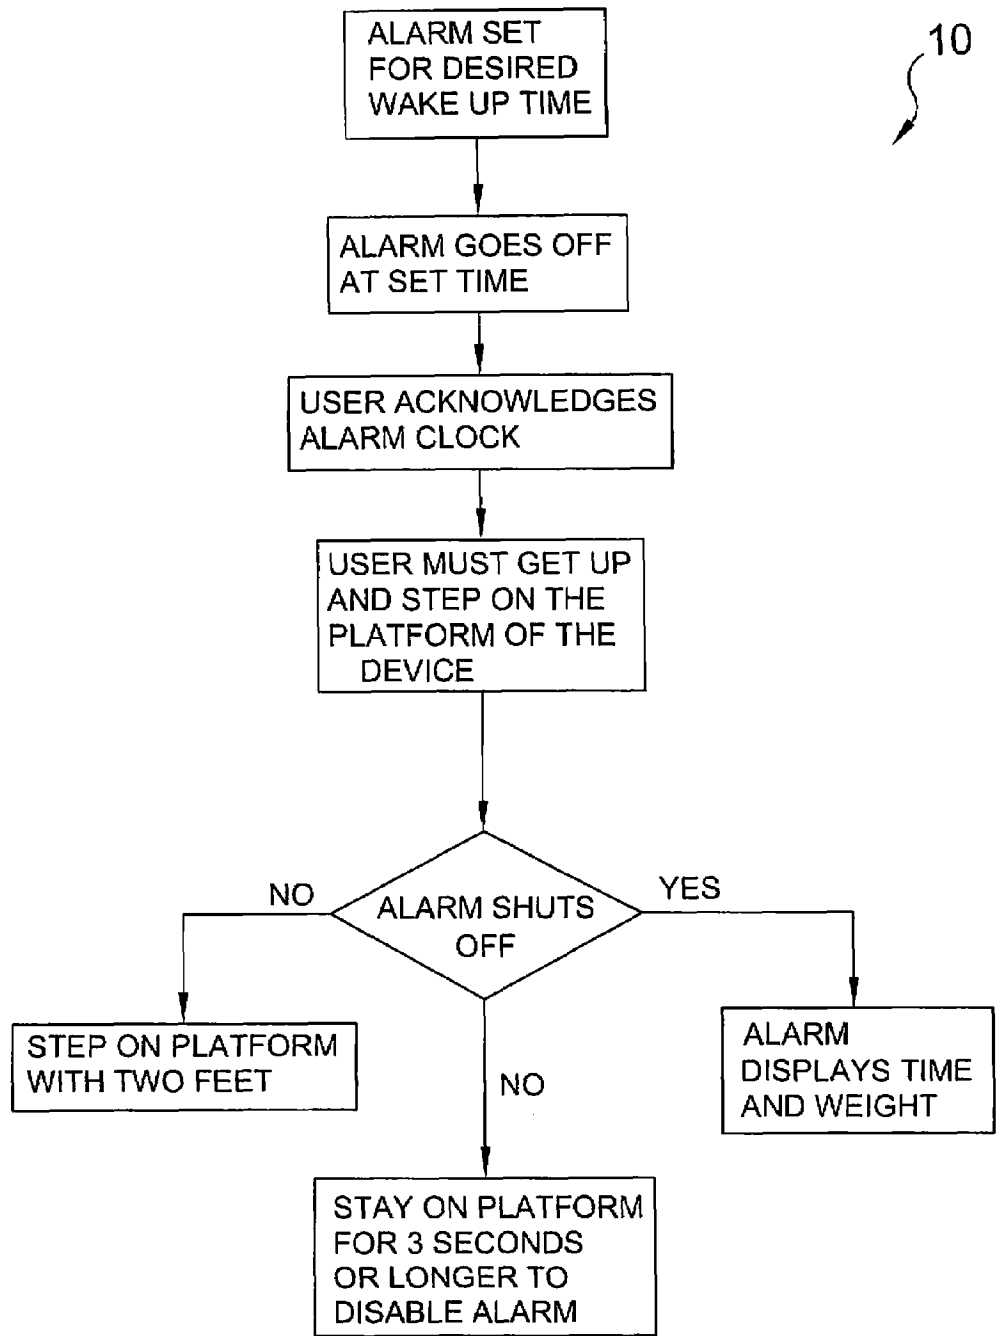 ALARM SET
FOR DESIRED
WAKE UP TIME
10
ALARM GOES OFF
AT SET TIME
USER ACKNOWLEDGES
ALARM CLOCK
USER MUST GET UP
AND STEP ON THE
PLATFORM OF THE
DEVICE
NO
YES
ALARM SHUTS
OFF
STEP ON PLATFORM
WITH TWO FEET
NO
ALARM
DISPLAYS TIME
AND WEIGHT
STAY ON PLATFORM
FOR 3 SECONDS
OR LONGER TO
DISABLE ALARM